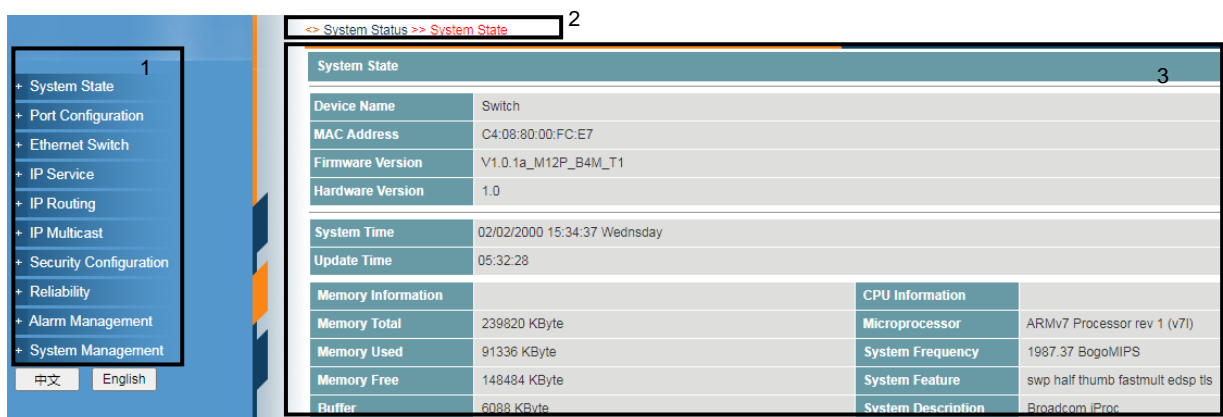 1
+ System State
+ Port Configuration
+ Ethernet Switch
+ IP Service
+ IP Routing
+ IP Multicast
+ Security Configuration
+ Reliability
+ Alarm Management
+ System Management
中文 English
<> System Status >> System State 2
System State
3
Device Name Switch
MAC Address C4:08:80:00:FC:E7
Firmware Version V1.0.1a_M12P_B4M_T1
Hardware Version 1.0
System Time 02/02/2000 15:34:37 Wednsday
Update Time 05:32:28
Memory Information CPU Information
Memory Total 239820 KByte Microprocessor ARMv7 Processor rev 1 (v7l)
Memory Used 91336 KByte System Frequency 1987.37 BogoMIPS
Memory Free 148484 KByte System Feature swp half thumb fastmult edsp tls
Buffer 6088 KByte System Description Broadcom iProc